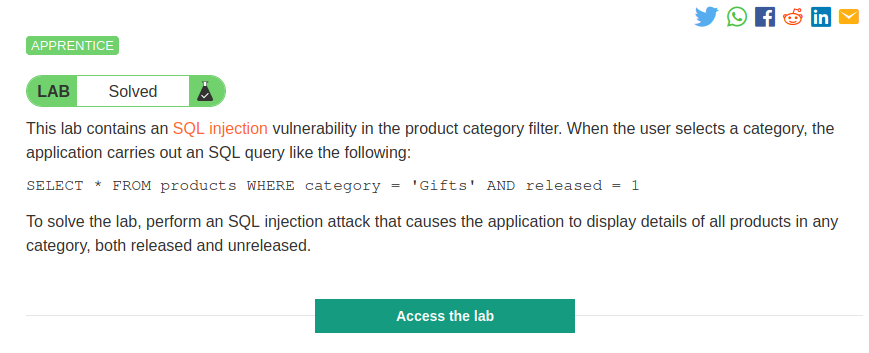 APPRENTICE
LAB Solved
This lab contains an SQL injection vulnerability in the product category filter. When the user selects a category, the
application carries out an SQL query like the following:
SELECT * FROM products WHERE category = 'Gifts' AND released = 1
To solve the lab, perform an SQL injection attack that causes the application to display details of all products in any
category, both released and unreleased.
Access the lab